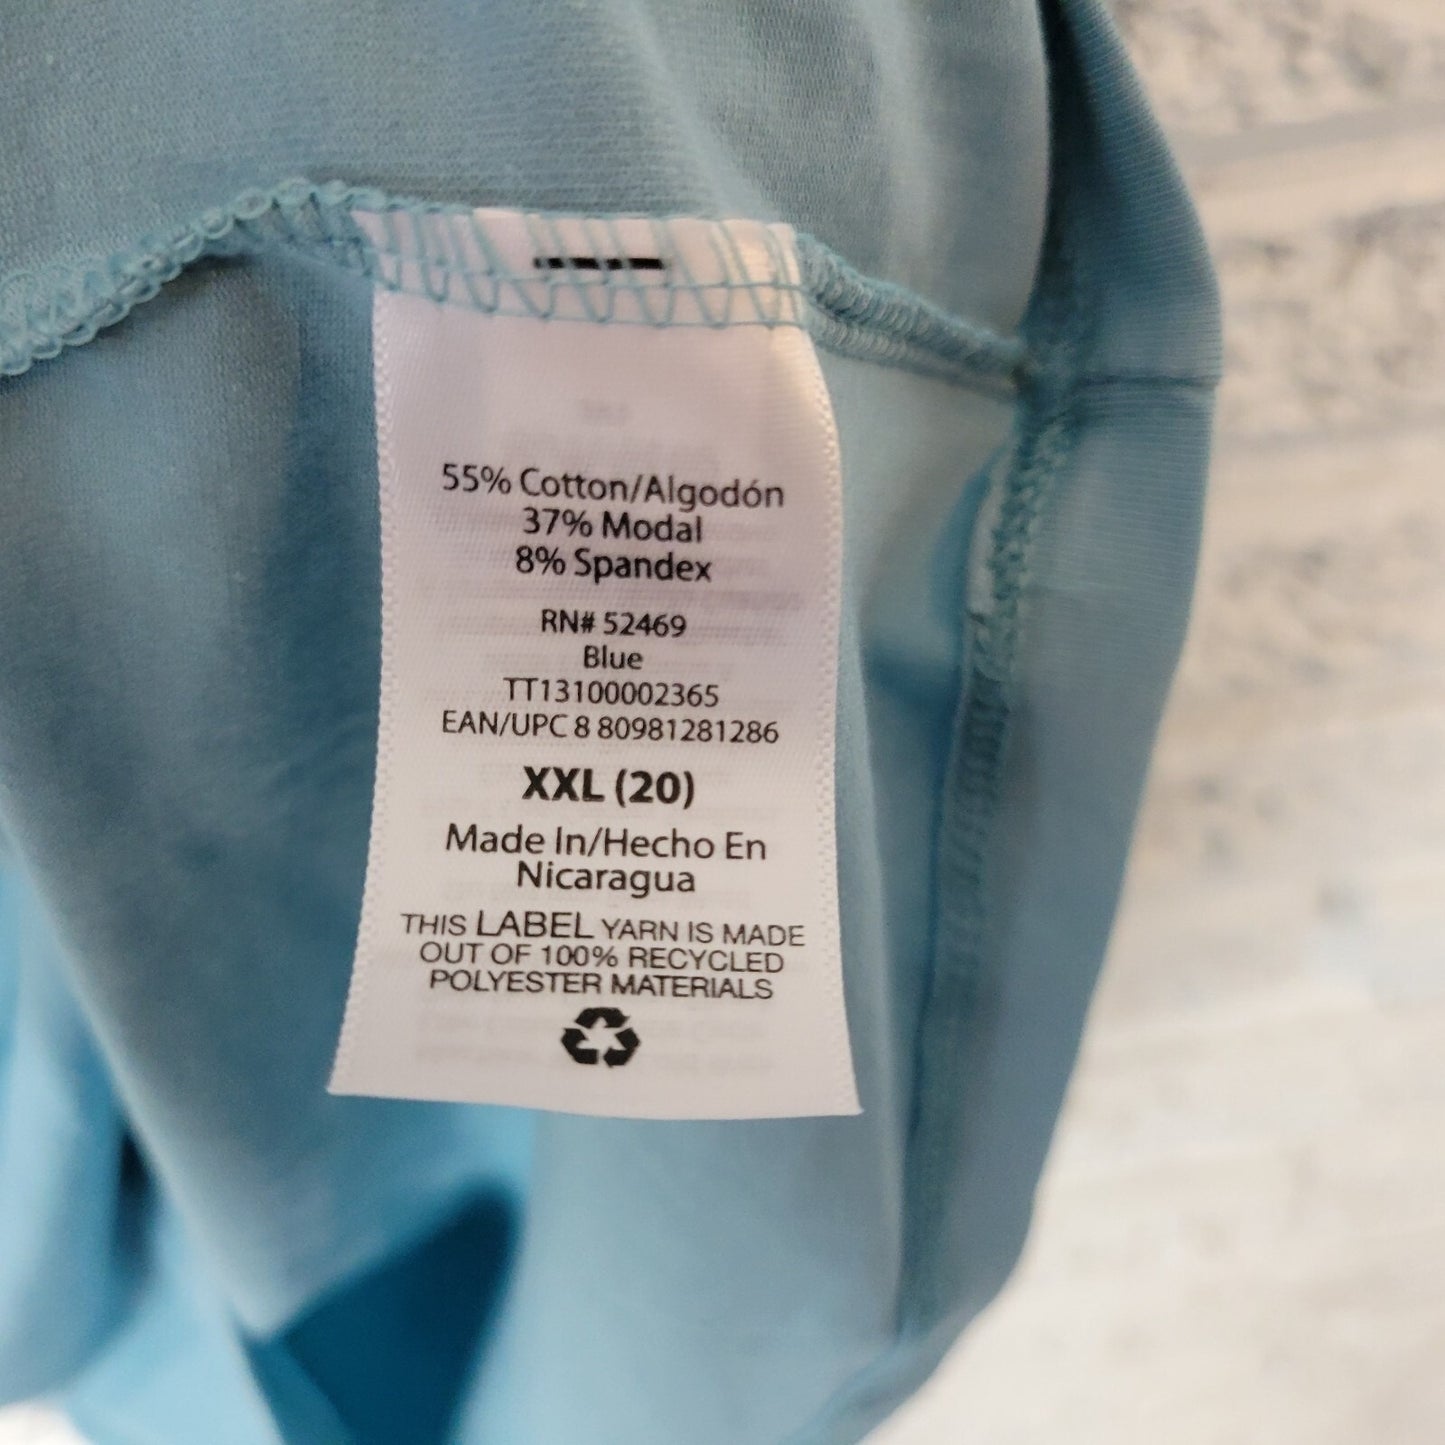 55% Cotton/Algodón
37% Modal
8% Spandex
RN# 52469
Blue
TT13100002365
EAN/UPC 8 80981281286
XXL (20)
Made In/Hecho En
Nicaragua
THIS LABEL YARN IS MADE
OUT OF 100% RECYCLED
POLYESTER MATERIALS